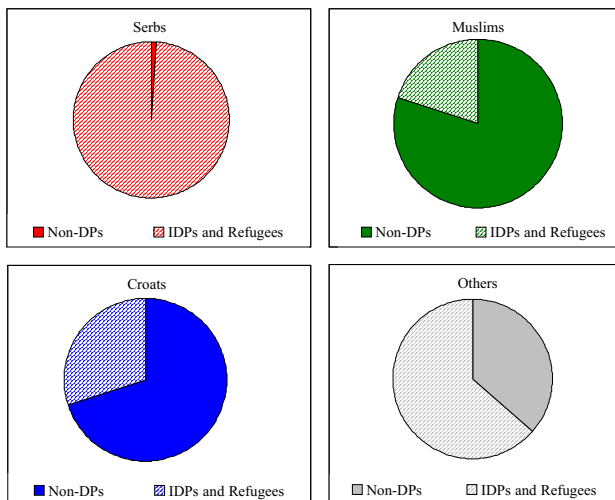 Serbs
Non-DPs IDPs and Refugees
Muslims
Non-DPs IDPs and Refugees
Croats
Non-DPs IDPs and Refugees
Others
Non-DPs IDPs and Refugees